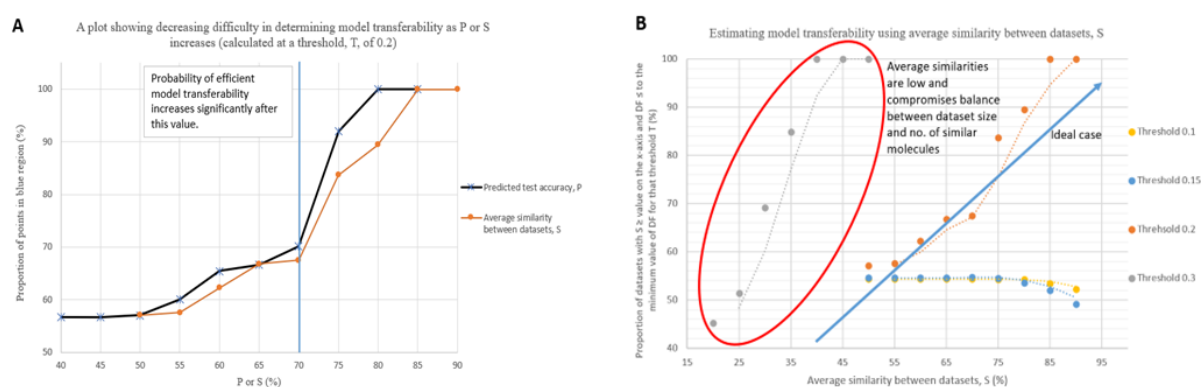 A
A plot showing decreasing difficulty in determining model transferability as P or S
increases (calculated at a threshold, T, of 0.2)
Probability of efficient
model transferability
increases significantly after
this value.
Proportion of points in blue region (%)
100
90
80
70
60
50
40 45 50 55 60 65 70 75 80 85 90
P or S (%)
Predicted test accuracy, P
Average similarity
between datasets, S
B
Estimating model transferability using average similarity between datasets, S
Proportion of datasets with S ≥ value on the x-axis and DF ≤ to the
minimum value of DF for that threshold T (%)
100
90
80
70
60
50
40
15 25 35 45 55 65 75 85 95
Average similarity between datasets, S (%)
Average similarities
are low and
compromises balance
between dataset size
and no. of similar
molecules
Ideal case
Threshold 0.1
Threshold 0.15
Threhsold 0.2
Threshold 0.3